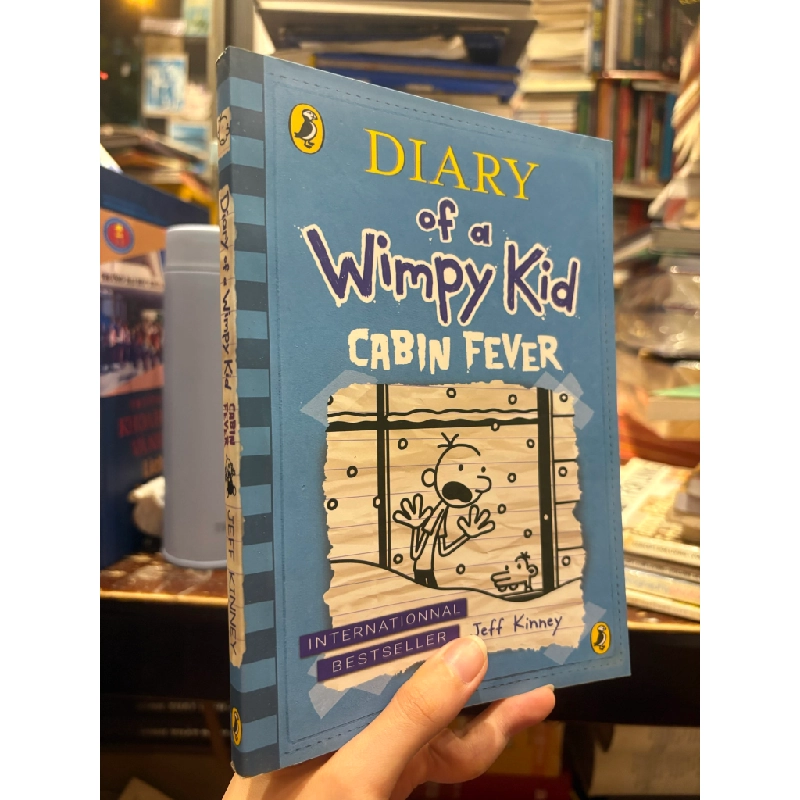 DIARY
of a
Wimpy Kid
CABIN FEVER
INTERNATIONNAL
BESTSELLER
Jeff Kinney
Diary of a Wimpy Kid
CABIN
FEVER
JEFF KINNEY